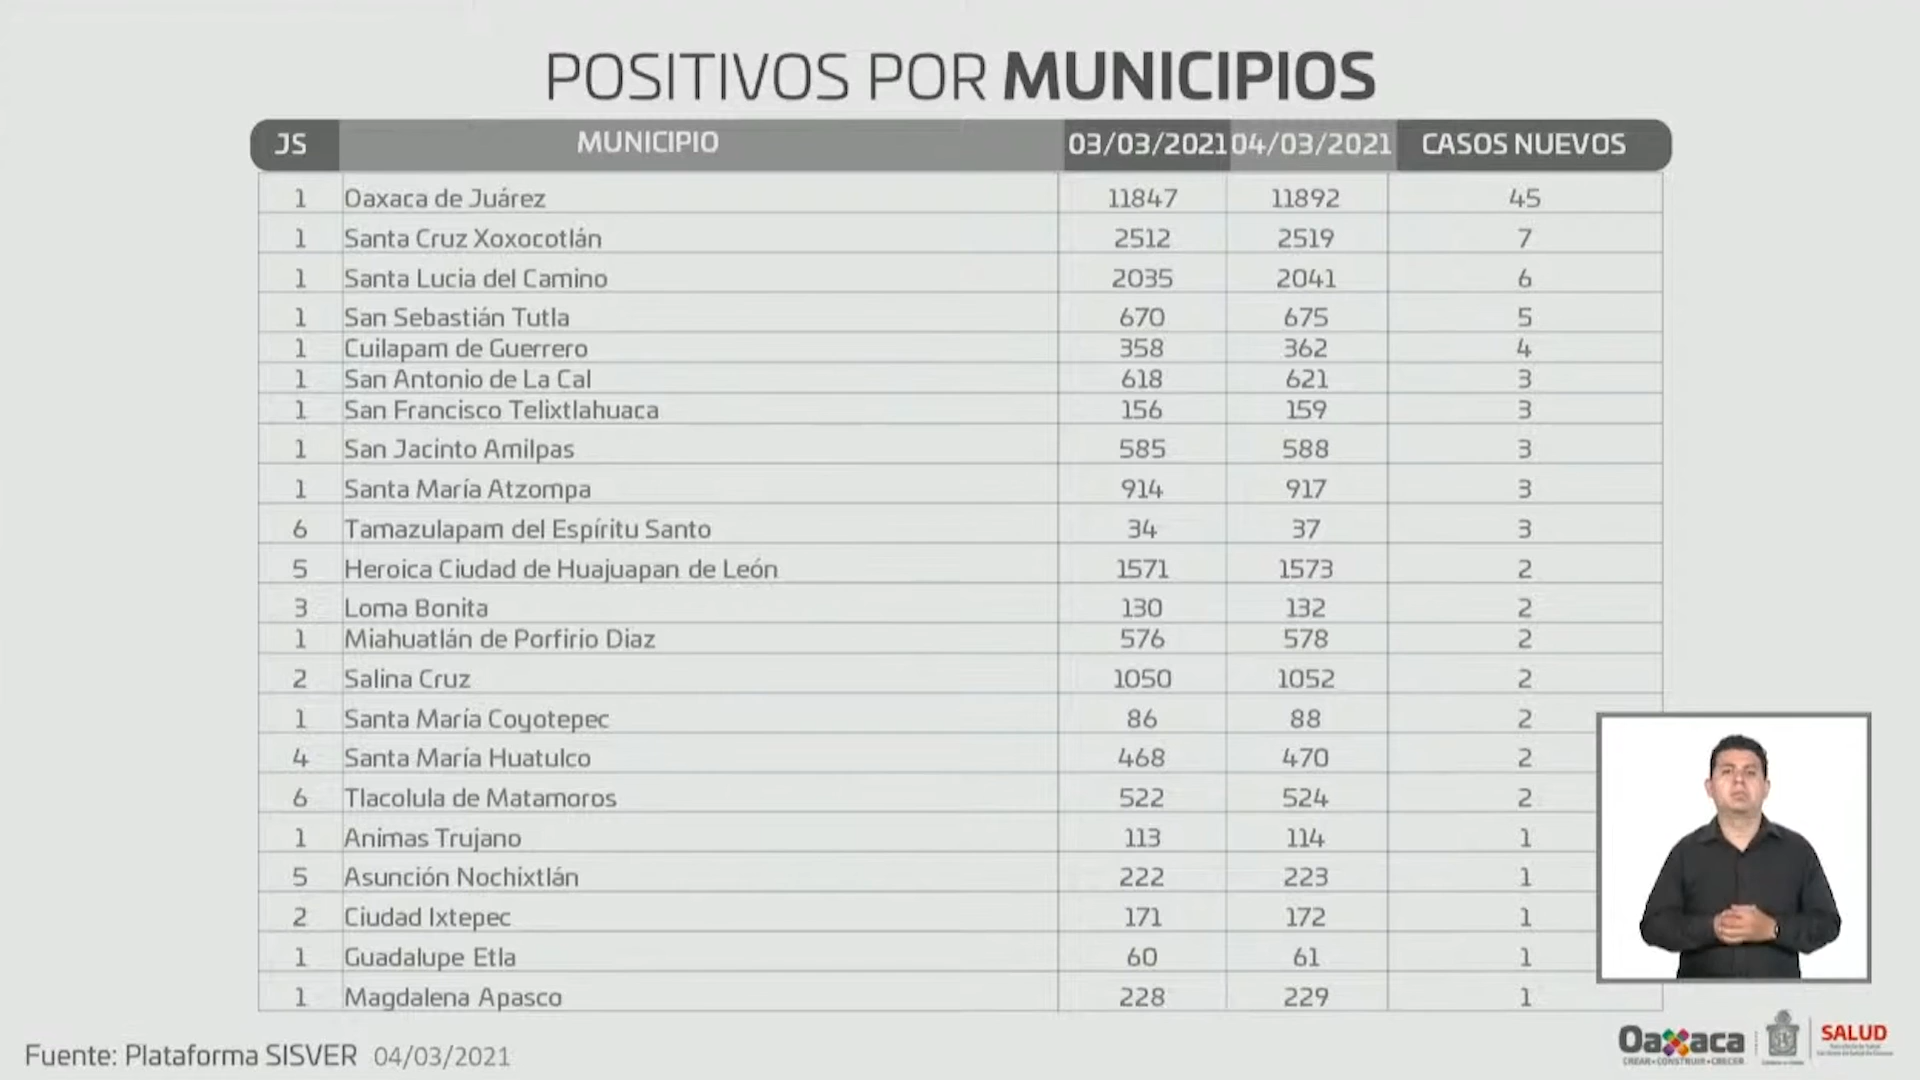 POSITIVOS POR MUNICIPIOS
JS MUNICIPIO 03/03/2021 04/03/2021 CASOS NUEVOS
1 Oaxaca de Juárez 11847 11892 45
1 Santa Cruz Xoxocotlán 2512 2519 7
1 Santa Lucia del Camino 2035 2041 6
1 San Sebastián Tutla 670 675 5
1 Cuilapam de Guerrero 358 362 4
1 San Antonio de La Cal 618 621 3
1 San Francisco Telixtlahuaca 156 159 3
1 San Jacinto Amilpas 585 588 3
1 Santa María Atzompa 914 917 3
6 Tamazulapam del Espíritu Santo 34 37 3
5 Heroica Ciudad de Huajuapan de León 1571 1573 2
3 Loma Bonita 130 132 2
1 Miahuatlán de Porfirio Diaz 576 578 2
2 Salina Cruz 1050 1052 2
1 Santa María Coyotepec 86 88 2
4 Santa María Huatulco 468 470 2
6 Tlacolula de Matamoros 522 524 2
1 Animas Trujano 113 114 1
5 Asunción Nochixtlán 222 223 1
2 Ciudad Ixtepec 171 172 1
1 Guadalupe Etla 60 61 1
1 Magdalena Apasco 228 229 1
Fuente: Plataforma SISVER 04/03/2021
Oaxaca
CREAR • CONSTRUIR • CRECER
SALUD